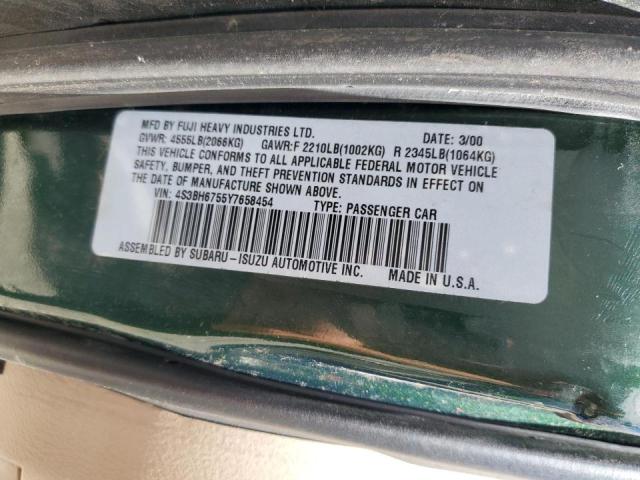 MFD BY FUJI HEAVY INDUSTRIES LTD. DATE: 3/00
GVWR: 4555LB(2066KG) GAWR:F 2210LB(1002KG) R 2345LB(1064KG)
THIS VEHICLE CONFORMS TO ALL APPLICABLE FEDERAL MOTOR VEHICLE
SAFETY, BUMPER, AND THEFT PREVENTION STANDARDS IN EFFECT ON
DATE OF MANUFACTURE SHOWN ABOVE.
VIN: 4S3BH6755Y7658454 TYPE: PASSENGER CAR
ASSEMBLED BY SUBARU-ISUZU AUTOMOTIVE INC. MADE IN U.S.A.